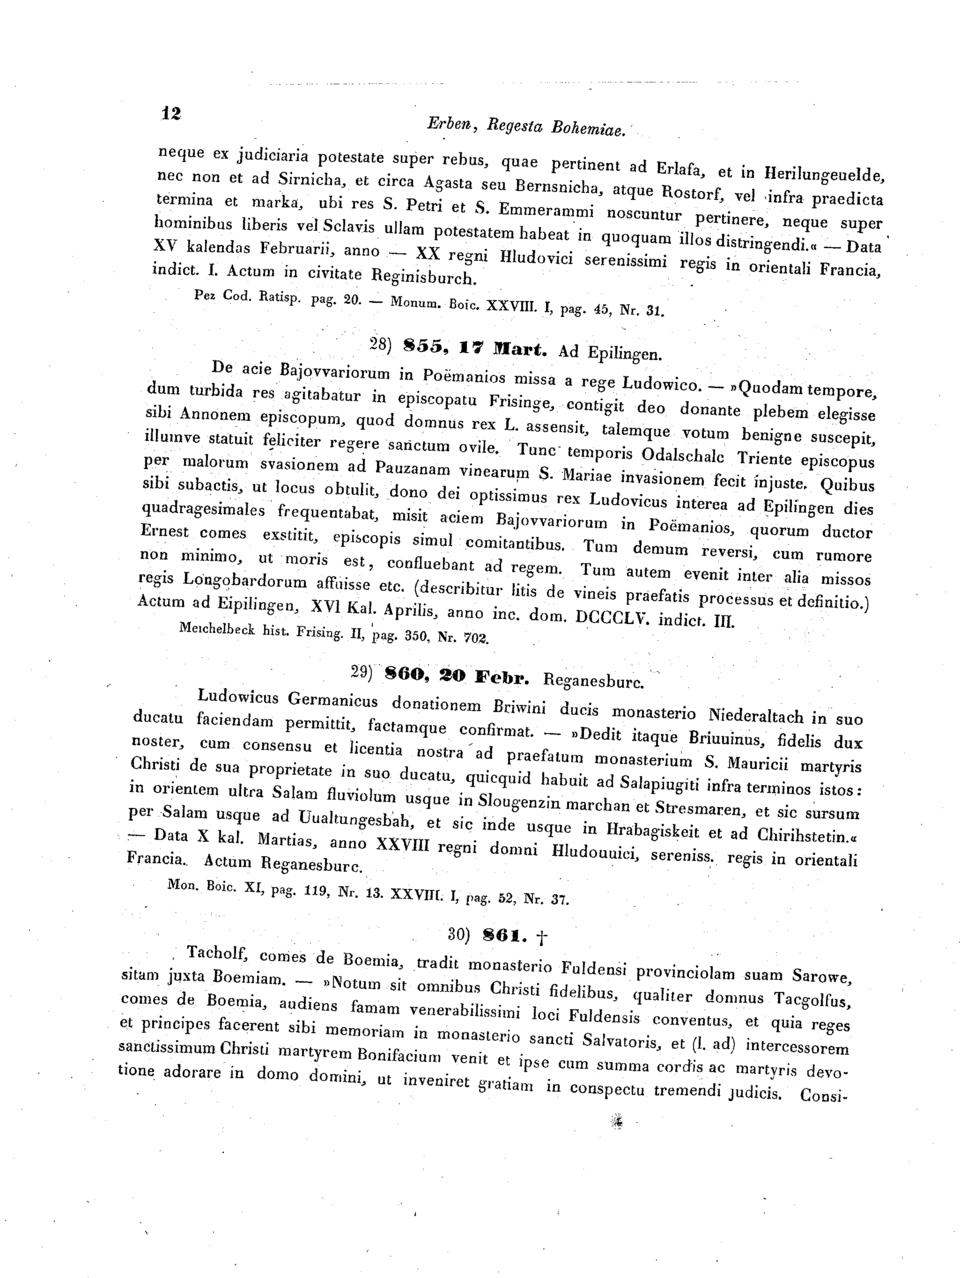 12
Erben, Regesta Bohemiae.
neque ex judiciaria potestate super rebus, quae pertinent ad Erlafa, et in Herilungeuelde,
nec non et ad Sirnicha, et circa Agasta seu Bernsnicha, atque Rostorf, vel infra praedicta
termina et marka, ubi res S. Petri et S. Emmerammi noscuntur pertinere, neque super
hominibus liberis vel Sclavis ullam potestatem habeat in quoquam illos distringendi.« — Data
XV kalendas Februarii, anno — XX regni Hludovici serenissimi regis in orientali Francia,
indict. I. Actum in civitate Reginisburch.
Pez Cod. Ratisp. pag. 20. — Monum. Boic. XXVIII. I, pag. 45, Nr. 31.
28) 855, 17 Mart. Ad Epilingen.
De acie Bajovvariorum in Poëmanios missa a rege Ludowico. — »Quodam tempore,
dum turbida res agitabatur in episcopatu Frisinge, contigit deo donante plebem elegisse
sibi Annonem episcopum, quod domnus rex L. assensit, talemque votum benigne suscepit,
illumve statuit feliciter regere sanctum ovile. Tunc temporis Odalschalc Triente episcopus
per malorum svasionem ad Pauzanam vinearum S. Mariae invasionem fecit injuste. Quibus
sibi subactis, ut locus obtulit, dono dei optissimus rex Ludovicus interea ad Epilingen dies
quadragesimales frequentabat, misit aciem Bajovvariorum in Poëmanios, quorum ductor
Ernest comes exstitit, episcopis simul comitantibus. Tum demum reversi, cum rumore
non minimo, ut moris est, confluebant ad regem. Tum autem evenit inter alia missos
regis Longobardorum affuisse etc. (describitur litis de vineis praefatis processus et definitio.)
Actum ad Eipilingen, XVI Kal. Aprilis, anno inc. dom. DCCCLV. indict. III.
Meichelbeck hist. Frising. II, pag. 350, Nr. 702.
29) 860, 20 Febr. Reganesburc.
Ludowicus Germanicus donationem Briwini ducis monasterio Niederaltach in suo
ducatu faciendam permittit, factamque confirmat. — »Dedit itaque Briuuinus, fidelis dux
noster, cum consensu et licentia nostra ad praefatum monasterium S. Mauricii martyris
Christi de sua proprietate in suo ducatu, quicquid habuit ad Salapiugiti infra terminos istos:
in orientem ultra Salam fluviolum usque in Slougenzin marchan et Stresmaren, et sic sursum
per Salam usque ad Uualtungesbah, et sic inde usque in Hrabagiskeit et ad Chirihstetin.«
— Data X kal. Martias, anno XXVIII regni domni Hludouuici, sereniss. regis in orientali
Francia. Actum Reganesburc.
Mon. Boic. XI, pag. 119, Nr. 13. XXVIII. I, pag. 52, Nr. 37.
30) 861. †
Tacholf, comes de Boemia, tradit monasterio Fuldensi provinciolam suam Sarowe,
sitam juxta Boemiam. — »Notum sit omnibus Christi fidelibus, qualiter domnus Tacgolfus,
comes de Boemia, audiens famam venerabilissimi loci Fuldensis conventus, et quia reges
et principes facerent sibi memoriam in monasterio sancti Salvatoris, et (l. ad) intercessorem
sanctissimum Christi martyrem Bonifacium venit et ipse cum summa cordis ac martyris devo-
tione adorare in domo domini, ut inveniret gratiam in conspectu tremendi judicis. Consi-